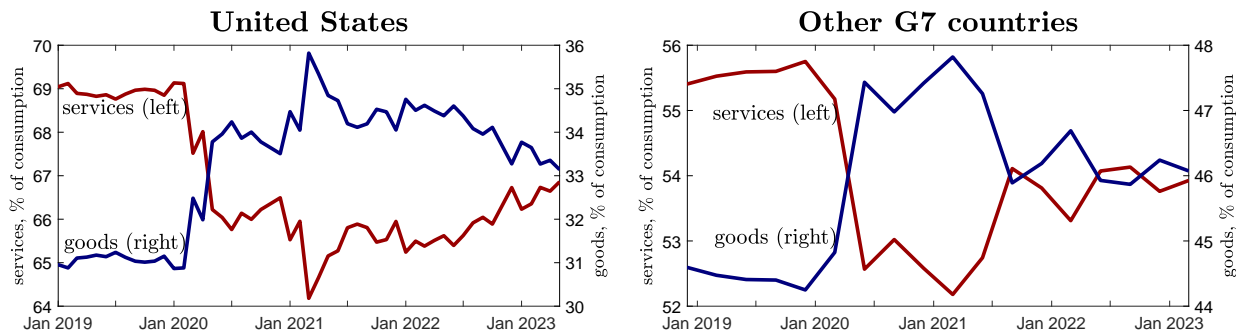 United States
70
69
68
67
66
65
64
services, % of consumption
36
35
34
33
32
31
30
goods, % of consumption
services (left)
goods (right)
Jan 2019
Jan 2020
Jan 2021
Jan 2022
Jan 2023
Other G7 countries
56
55
54
53
52
services, % of consumption
48
47
46
45
44
goods, % of consumption
services (left)
goods (right)
Jan 2019
Jan 2020
Jan 2021
Jan 2022
Jan 2023